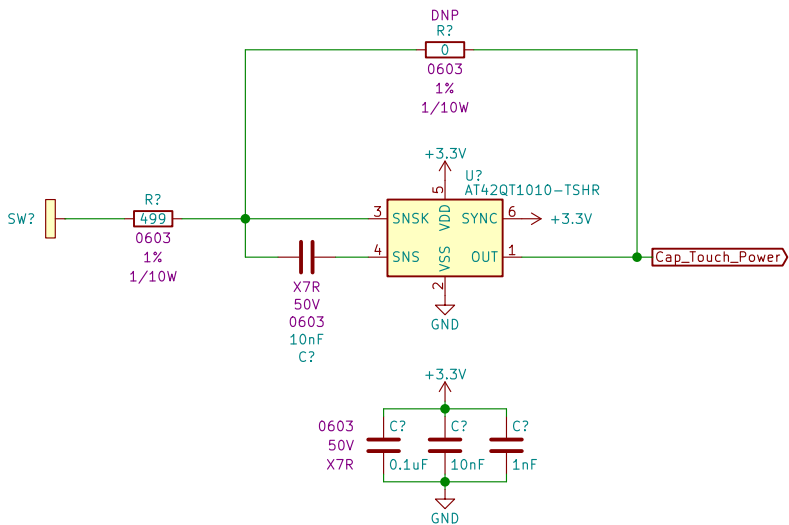 DNP
R?
0
0603
1%
1/10W
+3.3V
U?
AT42QT1010-TSHR
SW?
R?
499
0603
1%
1/10W
3
SNSK
4
SNS
5
VDD
VSS
2
SYNC
6
OUT
1
+3.3V
Cap_Touch_Power
GND
X7R
50V
0603
10nF
C?
+3.3V
0603
50V
X7R
C?
0.1uF
C?
10nF
C?
1nF
GND